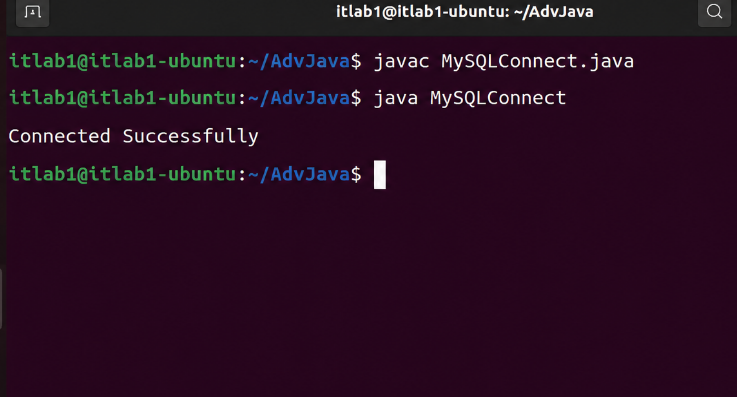 itlab1@itlab1-ubuntu: ~/AdvJava
itlab1@itlab1-ubuntu:~/AdvJava$ javac MySQLConnect.java
itlab1@itlab1-ubuntu:~/AdvJava$ java MySQLConnect
Connected Successfully
itlab1@itlab1-ubuntu:~/AdvJava$